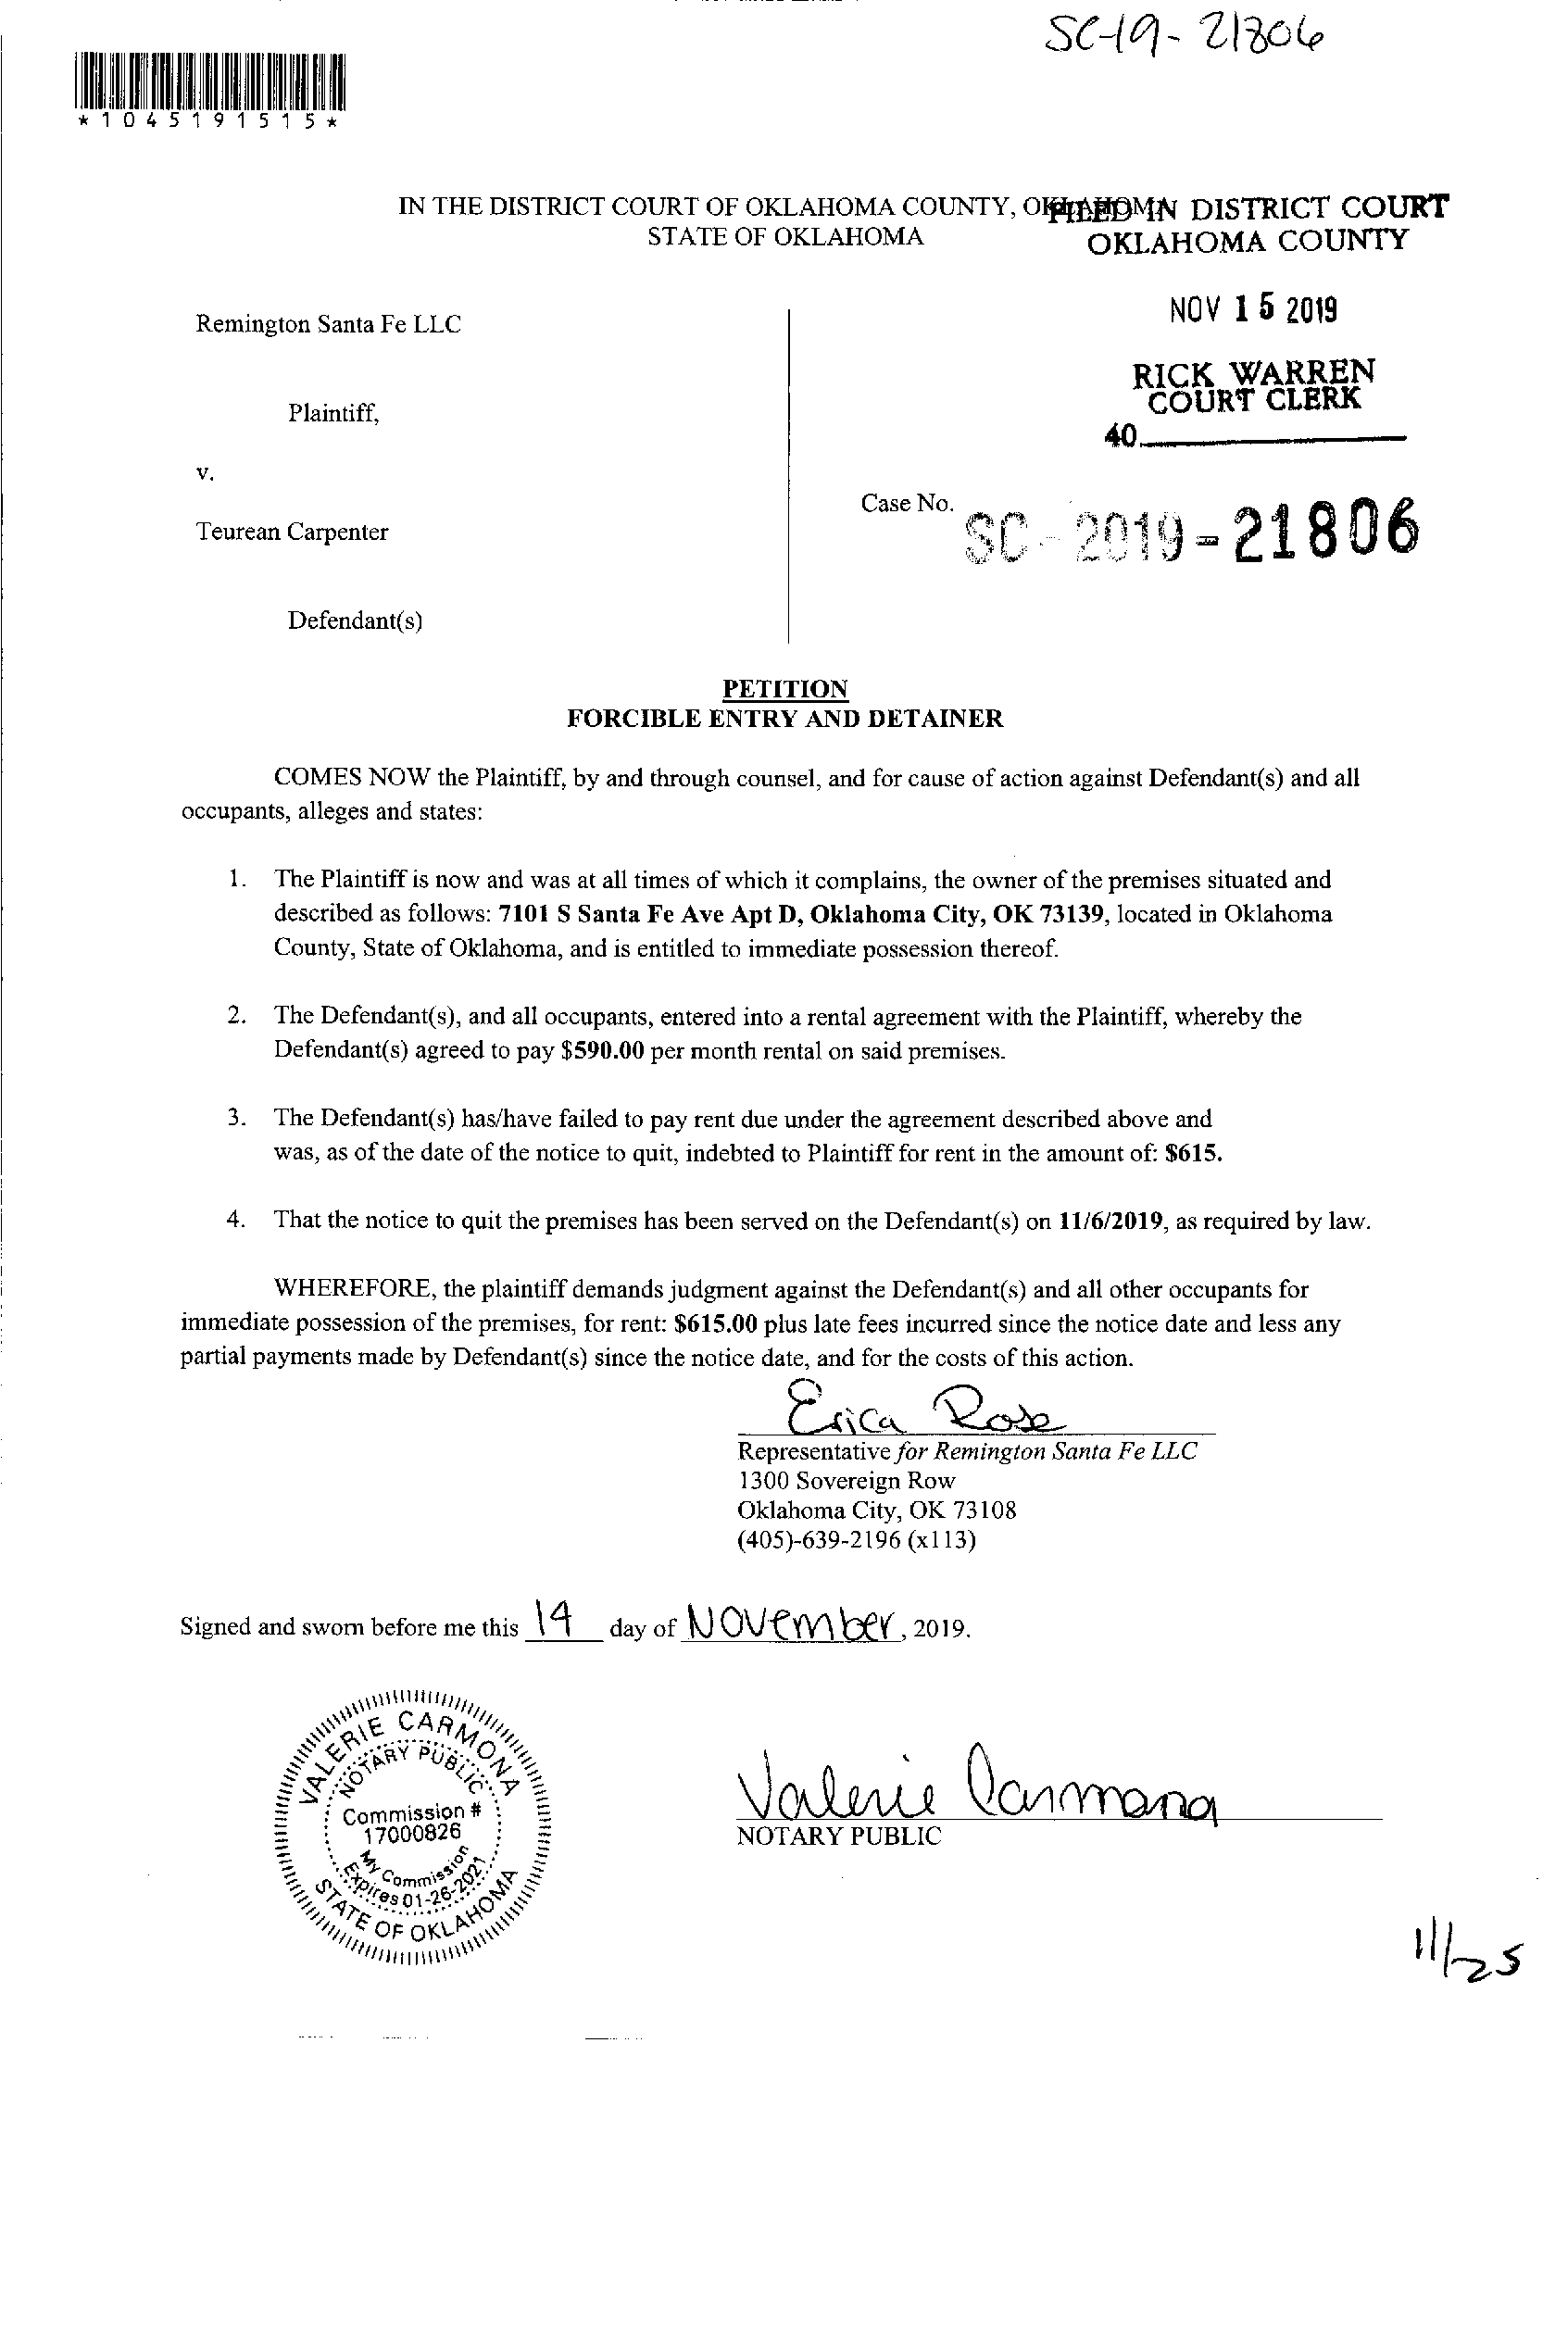 SC-19-21806
*1045191515*
IN THE DISTRICT COURT OF OKLAHOMA COUNTY,
STATE OF OKLAHOMA
FILED IN DISTRICT COURT
OKLAHOMA COUNTY
NOV 15 2019
RICK WARREN
COURT CLERK
40
Remington Santa Fe LLC
Plaintiff,
v.
Teurean Carpenter
Defendant(s)
Case No.
SC-2019-21806
PETITION
FORCIBLE ENTRY AND DETAINER
COMES NOW the Plaintiff, by and through counsel, and for cause of action against Defendant(s) and all
occupants, alleges and states:
1. The Plaintiff is now and was at all times of which it complains, the owner of the premises situated and
described as follows: 7101 S Santa Fe Ave Apt D, Oklahoma City, OK 73139, located in Oklahoma
County, State of Oklahoma, and is entitled to immediate possession thereof.
2. The Defendant(s), and all occupants, entered into a rental agreement with the Plaintiff, whereby the
Defendant(s) agreed to pay $590.00 per month rental on said premises.
3. The Defendant(s) has/have failed to pay rent due under the agreement described above and
was, as of the date of the notice to quit, indebted to Plaintiff for rent in the amount of: $615.
4. That the notice to quit the premises has been served on the Defendant(s) on 11/6/2019, as required by law.
WHEREFORE, the plaintiff demands judgment against the Defendant(s) and all other occupants for
immediate possession of the premises, for rent: $615.00 plus late fees incurred since the notice date and less any
partial payments made by Defendant(s) since the notice date, and for the costs of this action.
Erica Rose
Representative for Remington Santa Fe LLC
1300 Sovereign Row
Oklahoma City, OK 73108
(405)-639-2196 (x113)
Signed and sworn before me this 14 day of November, 2019.
VALERIE CARMONA
NOTARY PUBLIC
Commission #
17000826
My Commission
Expires 01-26-2021
STATE OF OKLAHOMA
Valerie Carmona
NOTARY PUBLIC
11/25